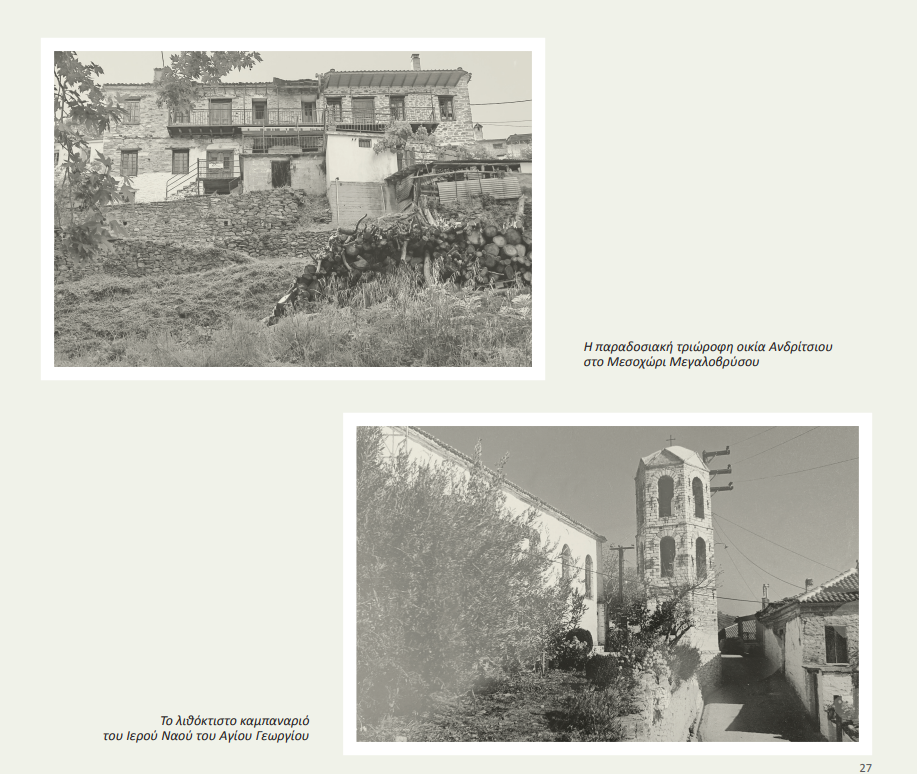 Η παραδοσιακή τριώροφη οικία Ανδρίτσιου
στο Μεσοχώρι Μεγαλοβρύσου
Το λιθόκτιστο καμπαναριό
του Ιερού Ναού του Αγίου Γεωργίου
27